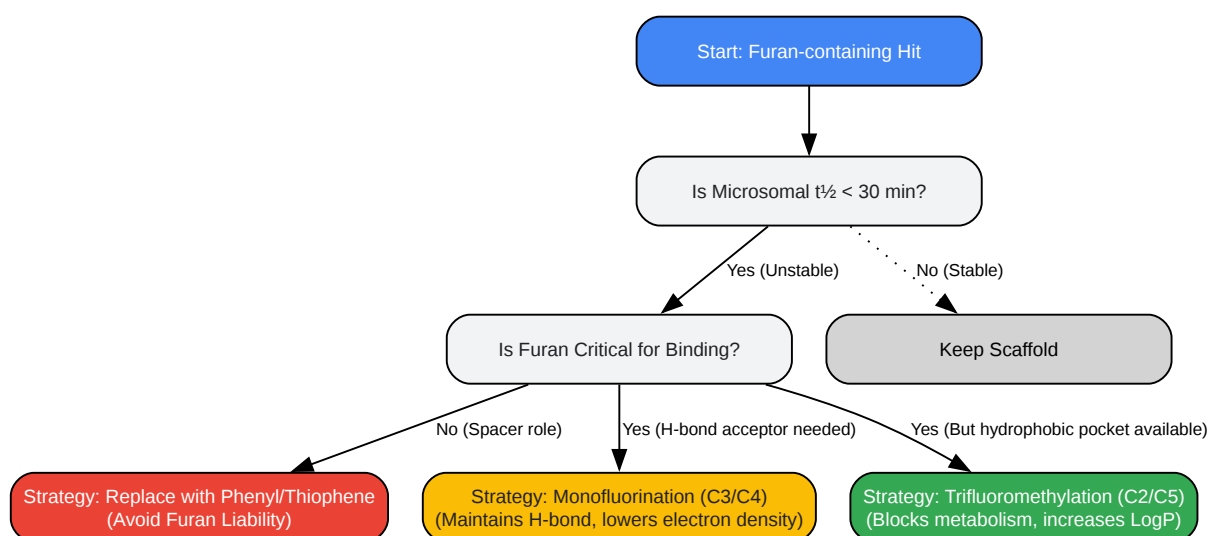 Start: Furan-containing Hit
Is Microsomal t½ < 30 min?
Yes (Unstable)
No (Stable)
Is Furan Critical for Binding?
Keep Scaffold
No (Spacer role)
Yes (H-bond acceptor needed)
Yes (But hydrophobic pocket available)
Strategy: Replace with Phenyl/Thiophene
(Avoid Furan Liability)
Strategy: Monofluorination (C3/C4)
(Maintains H-bond, lowers electron density)
Strategy: Trifluoromethylation (C2/C5)
(Blocks metabolism, increases LogP)